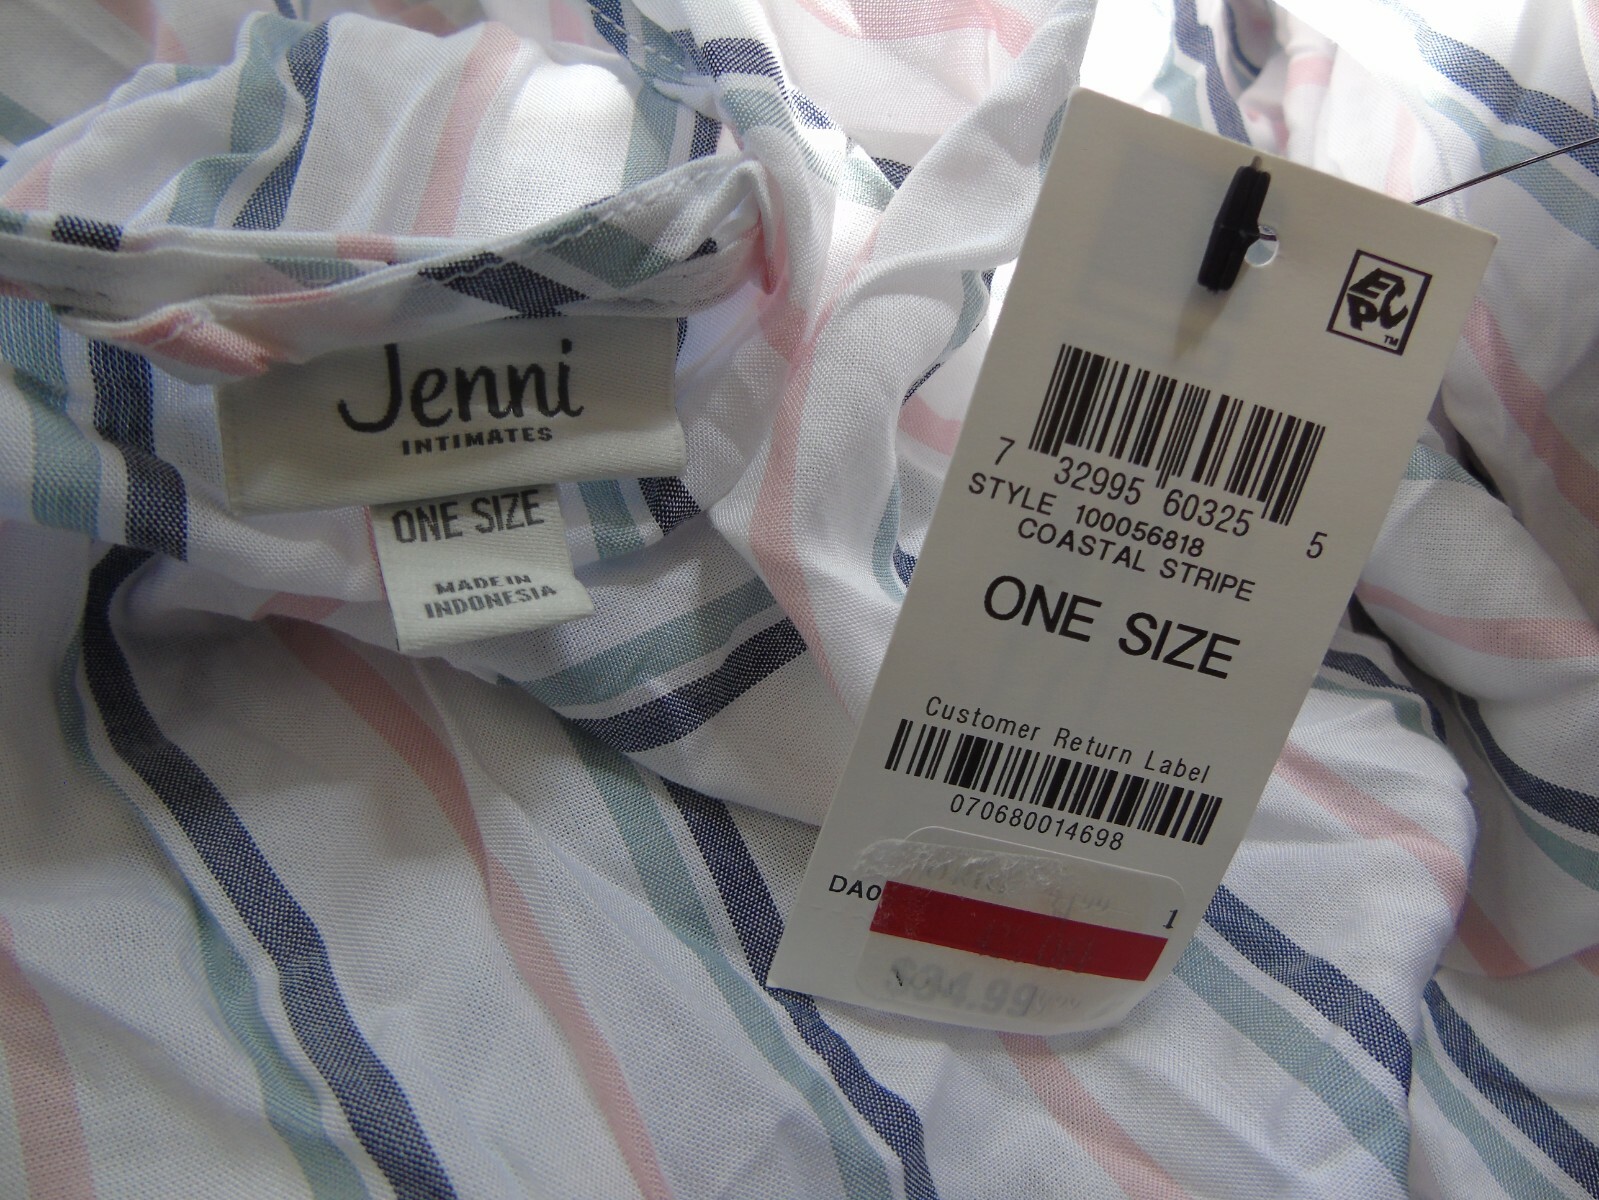 Jenni
INTIMATES
ONE SIZE
MADE IN
INDONESIA
EPC
TM
7 32995 60325 5
STYLE 100056818
COASTAL STRIPE
ONE SIZE
Customer Return Label
070680014698
DA0 1